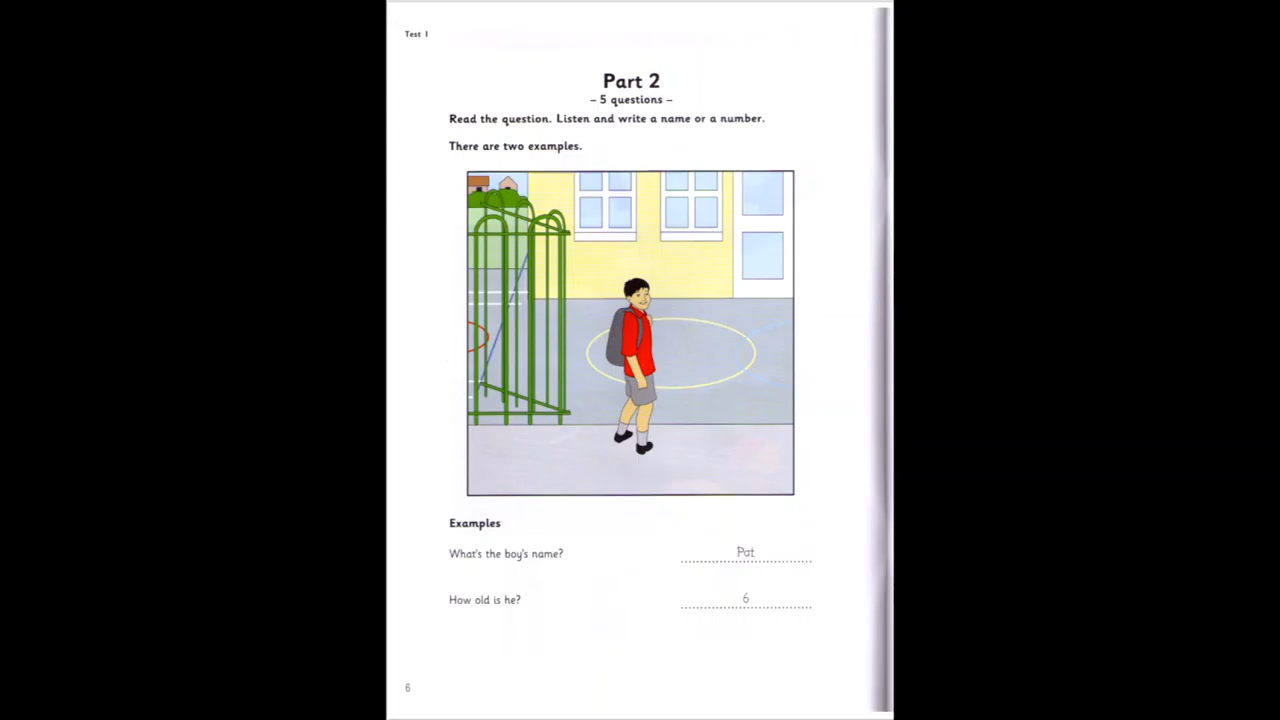 Test 1
Part 2
– 5 questions –
Read the question. Listen and write a name or a number.
There are two examples.
Examples
What's the boy's name? Pat
How old is he? 6
6